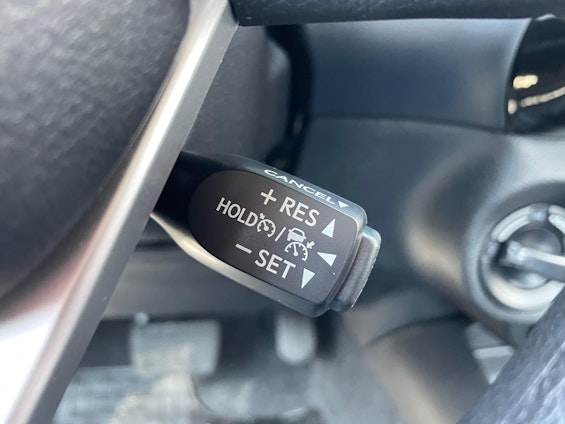 CANCEL
+ RES
HOLD /
− SET